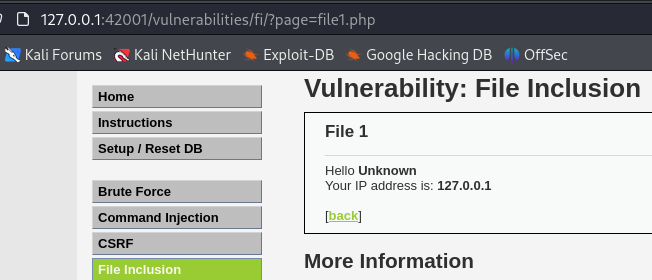 127.0.0.1:42001/vulnerabilities/fi/?page=file1.php
Kali Forums Kali NetHunter Exploit-DB Google Hacking DB OffSec
Home
Instructions
Setup / Reset DB
Brute Force
Command Injection
CSRF
File Inclusion
Vulnerability: File Inclusion
File 1
Hello Unknown
Your IP address is: 127.0.0.1
[back]
More Information